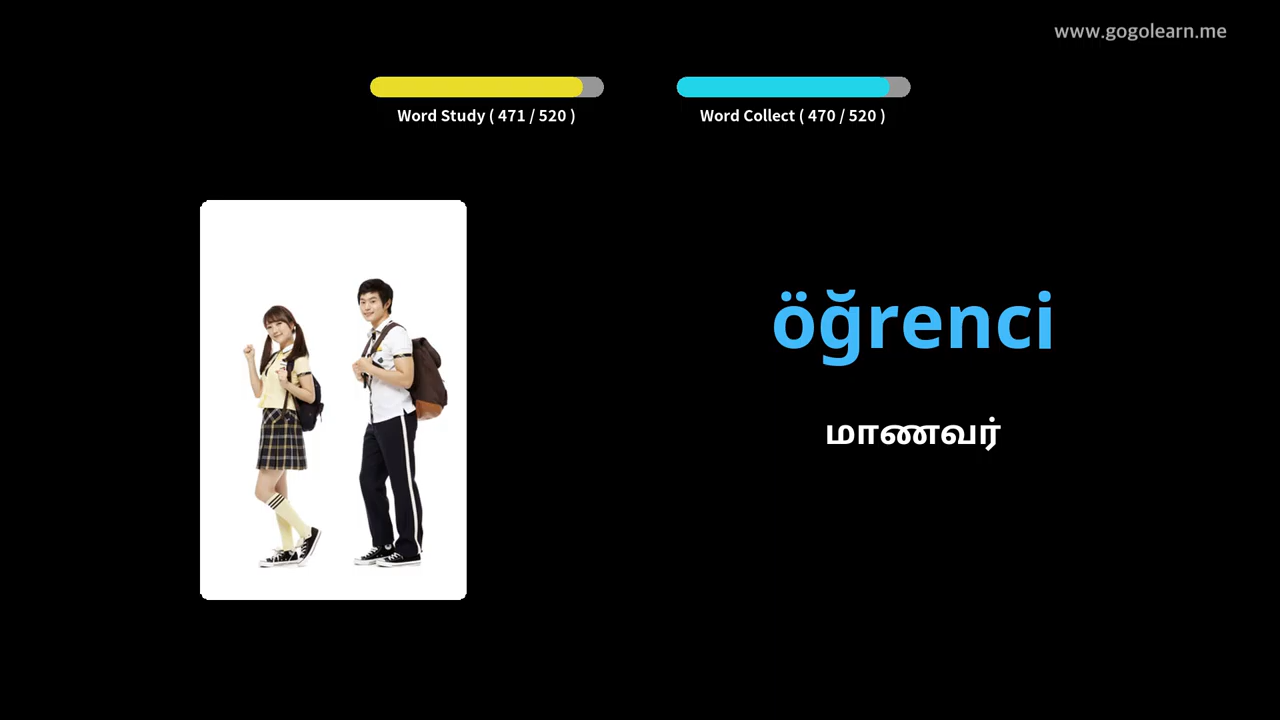 www.gogolearn.me
Word Study ( 471 / 520 )
Word Collect ( 470 / 520 )
öğrenci
மாணவர்